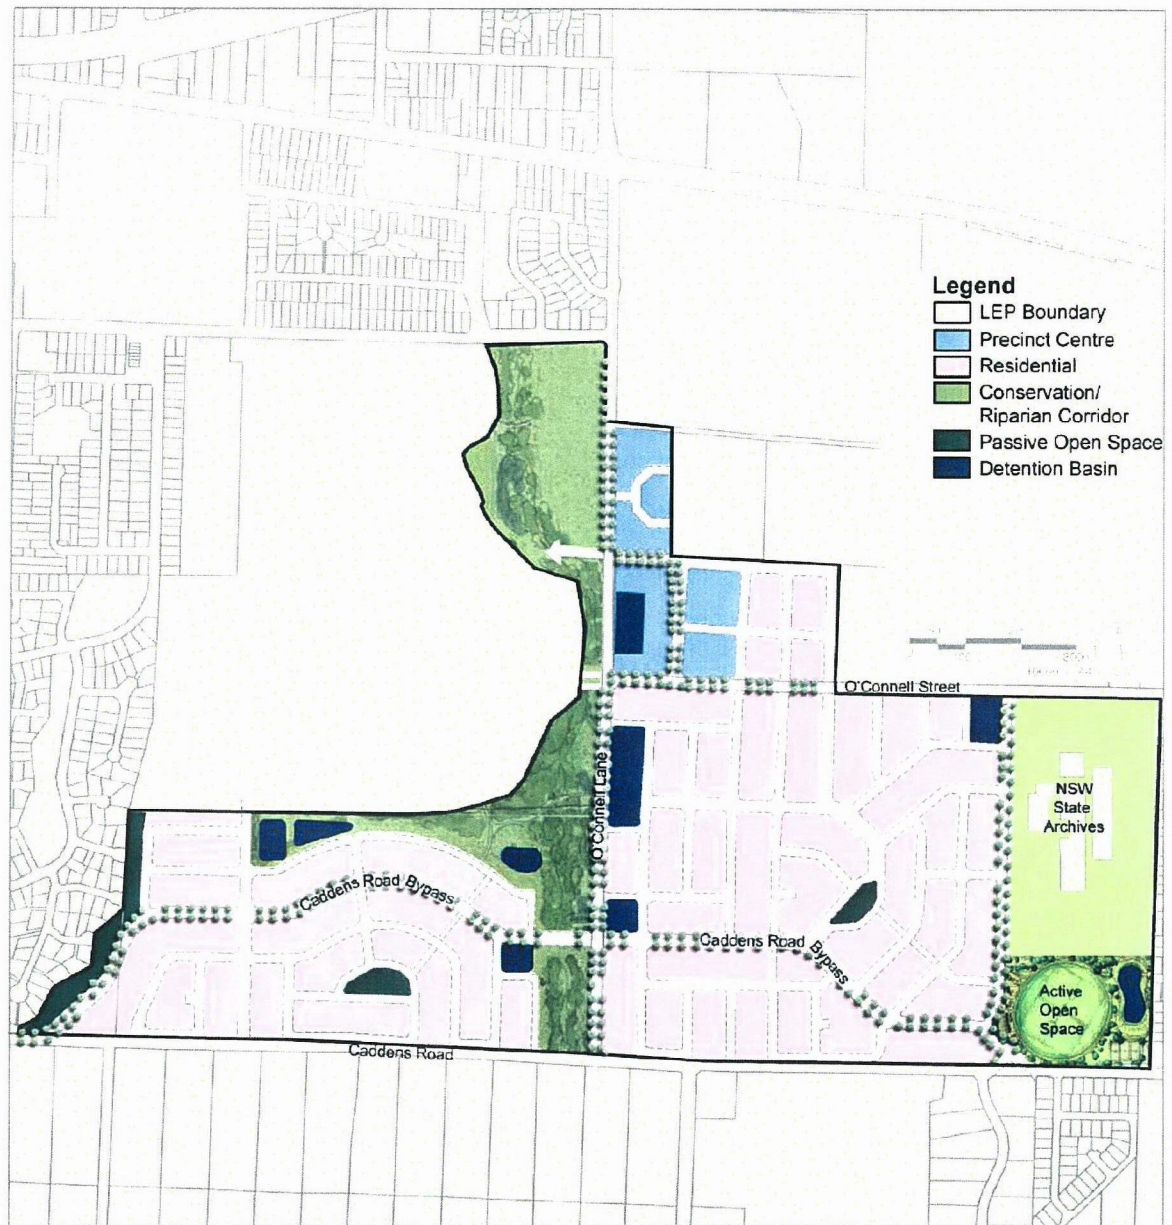 Legend
LEP Boundary
Precinct Centre
Residential
Conservation/
Riparian Corridor
Passive Open Space
Detention Basin
O'Connell Street
O'Connell Lane
NSW
State
Archives
Caddens Road Bypass
Caddens Road Bypass
Active
Open
Space
Caddens Road